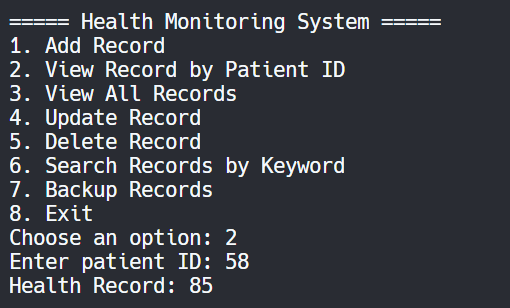 ===== Health Monitoring System =====
1. Add Record
2. View Record by Patient ID
3. View All Records
4. Update Record
5. Delete Record
6. Search Records by Keyword
7. Backup Records
8. Exit
Choose an option: 2
Enter patient ID: 58
Health Record: 85